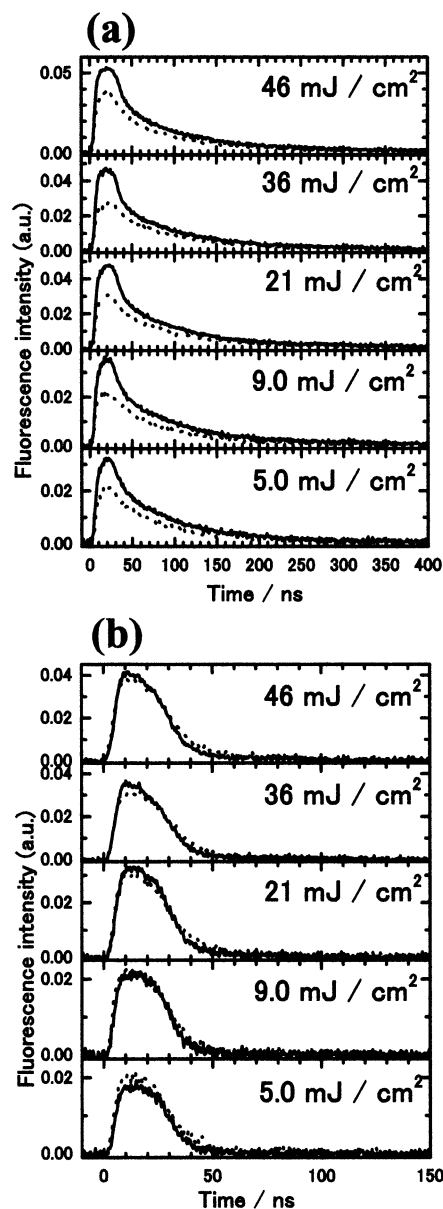 (a)
Fluorescence intensity (a.u.)
0.05
0.00
46 mJ / cm²
0.04
0.02
0.00
36 mJ / cm²
0.04
0.02
0.00
21 mJ / cm²
0.02
0.00
9.0 mJ / cm²
0.02
0.00
5.0 mJ / cm²
0 50 100 150 200 250 300 350 400
Time / ns
(b)
Fluorescence intensity (a.u.)
0.04
0.02
0.00
46 mJ / cm²
0.04
0.02
0.00
36 mJ / cm²
0.02
0.00
21 mJ / cm²
0.02
0.00
9.0 mJ / cm²
0.02
0.00
5.0 mJ / cm²
0 50 100 150
Time / ns